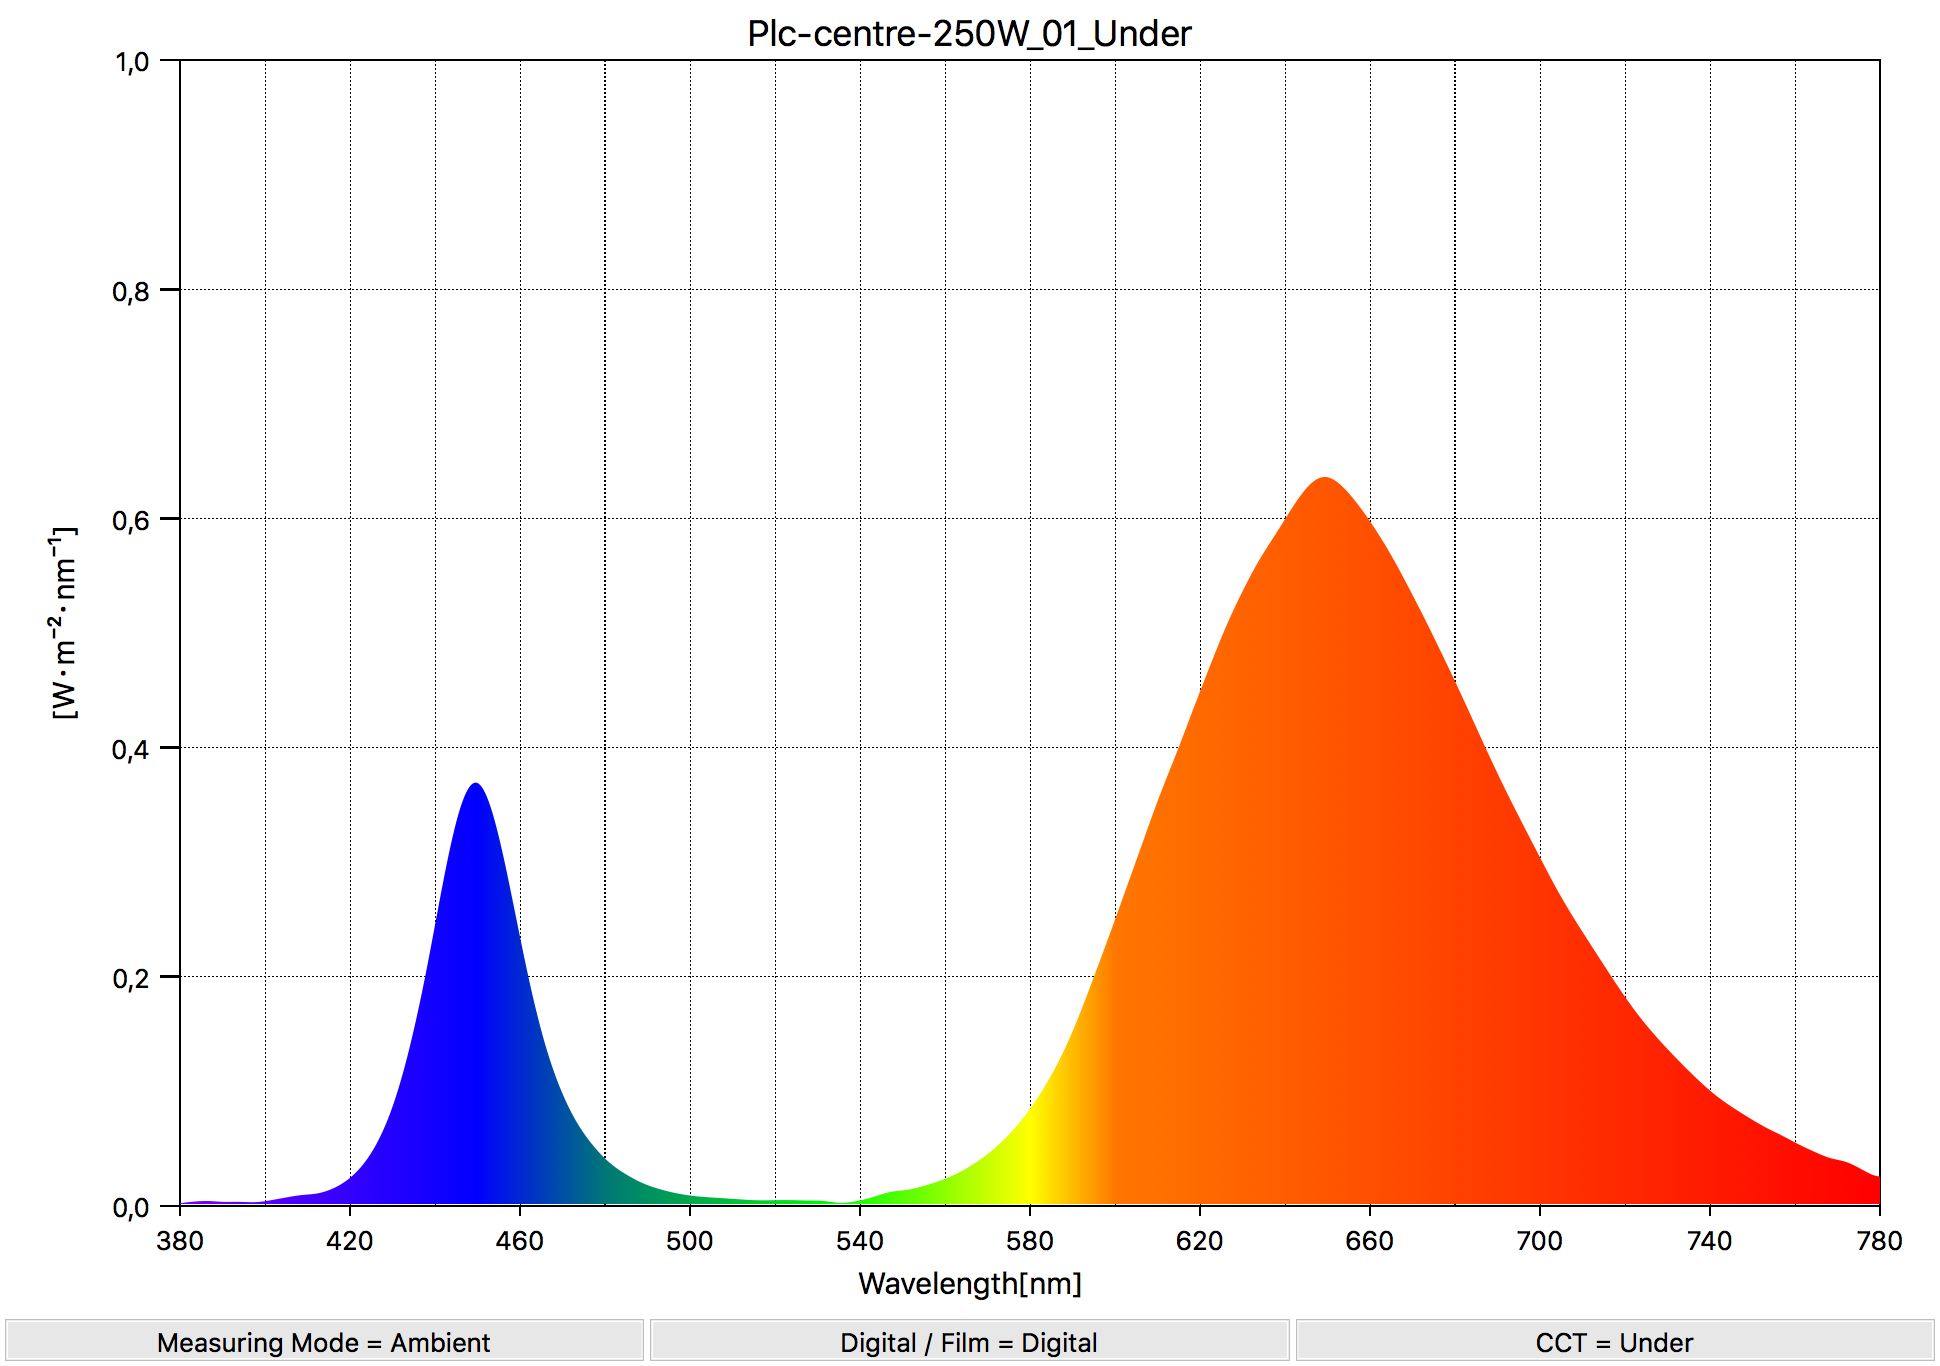 Plc-centre-250W_01_Under
1,0
0,8
0,6
0,4
0,2
0,0
[W·m⁻²·nm⁻¹]
380 420 460 500 540 580 620 660 700 740 780
Wavelength[nm]
Measuring Mode = Ambient
Digital / Film = Digital
CCT = Under